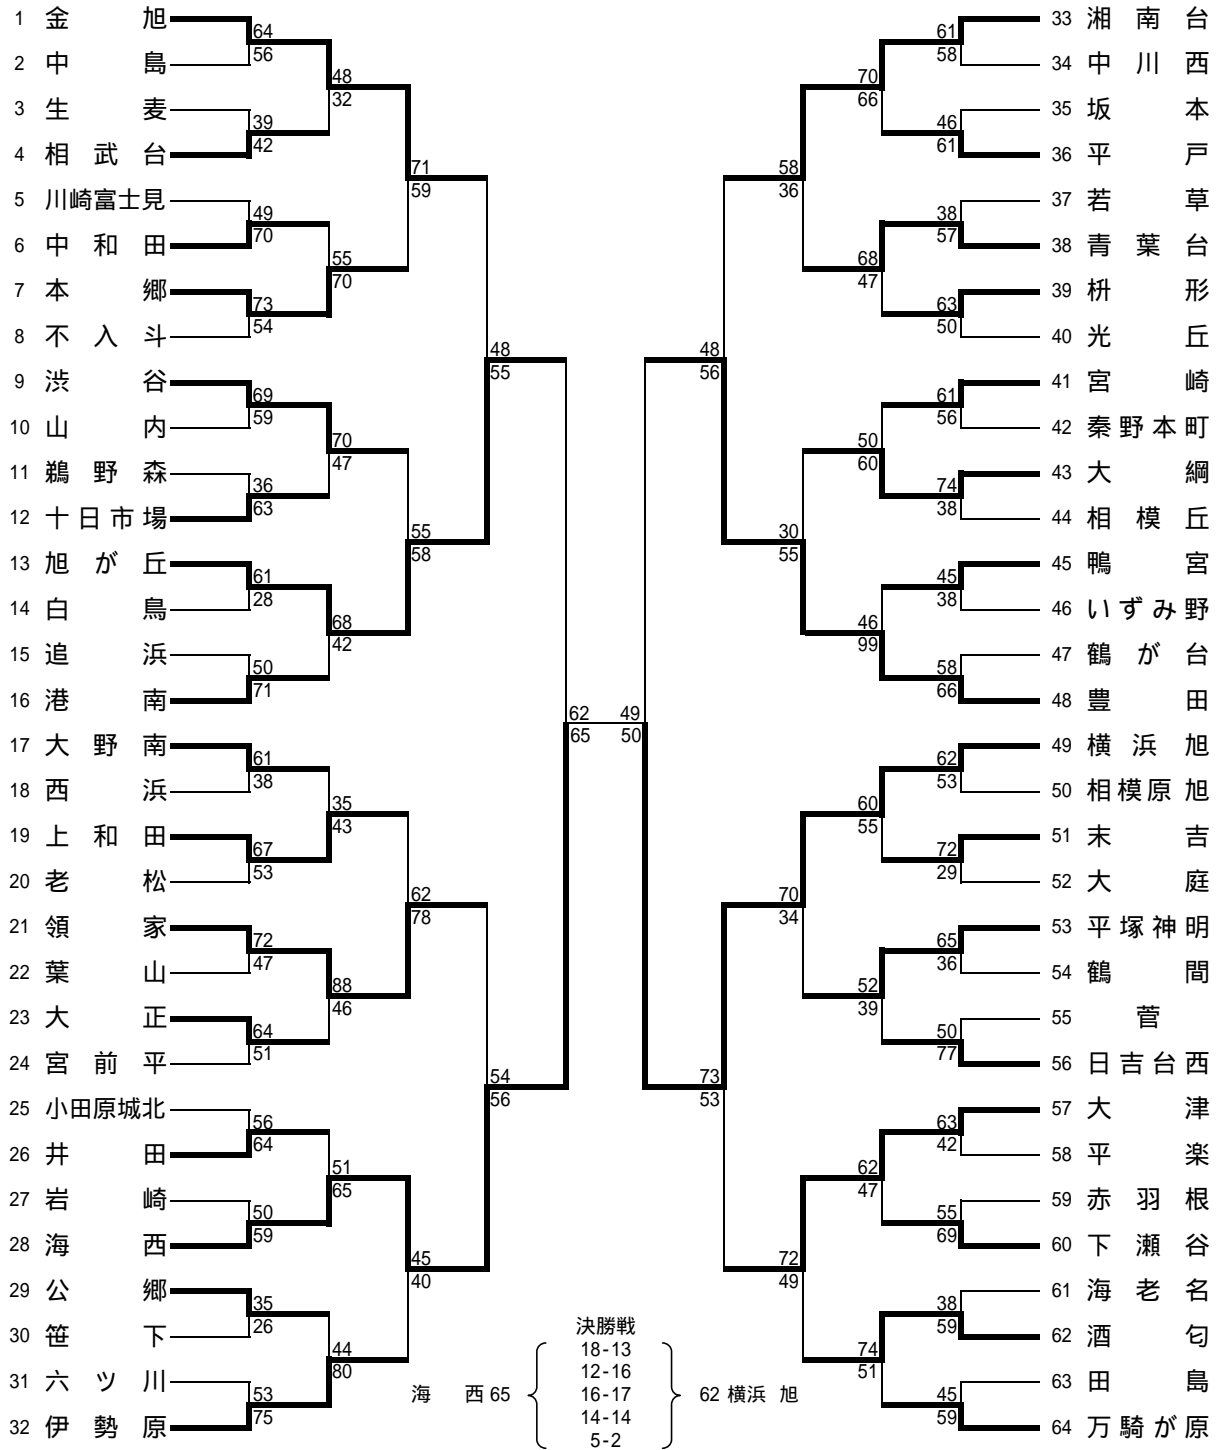 1 金旭
64
56
2 中島
48
32
3 生麦
39
42
4 相武台
71
59
5 川崎富士見
49
70
6 中和田
55
70
7 本郷
73
54
8 不入斗
48
55
9 渋谷
69
59
10 山内
70
47
11 鵜野森
36
63
12 十日市場
55
58
13 旭が丘
61
28
14 白鳥
68
42
15 追浜
50
71
16 港南
62
65
17 大野南
61
38
18 西浜
35
43
19 上和田
67
53
20 老松
62
78
21 領家
72
47
22 葉山
88
46
23 大正
64
51
24 宮前平
54
56
25 小田原城北
56
64
26 井田
51
65
27 岩崎
50
59
28 海西
45
40
29 公郷
35
26
30 笹下
44
80
31 六ツ川
53
75
32 伊勢原
33 湘南台
61
58
34 中川西
70
66
35 坂本
46
61
36 平戸
58
36
37 若草
38
57
38 青葉台
68
47
39 枡形
63
50
40 光丘
48
56
41 宮崎
61
56
42 秦野本町
50
60
43 大綱
74
38
44 相模丘
30
55
45 鴨宮
45
38
46 いずみ野
46
99
47 鶴が台
58
66
48 豊田
49
50
49 横浜旭
62
53
50 相模原旭
60
55
51 末吉
72
29
52 大庭
70
34
53 平塚神明
65
36
54 鶴間
52
39
55 菅
50
77
56 日吉台西
73
53
57 大津
63
42
58 平楽
62
47
59 赤羽根
55
69
60 下瀬谷
72
49
61 海老名
38
59
62 酒匂
74
51
63 田島
45
59
64 万騎が原
決勝戦
18-13
12-16
海西 65 16-17 62 横浜旭
14-14
5-2